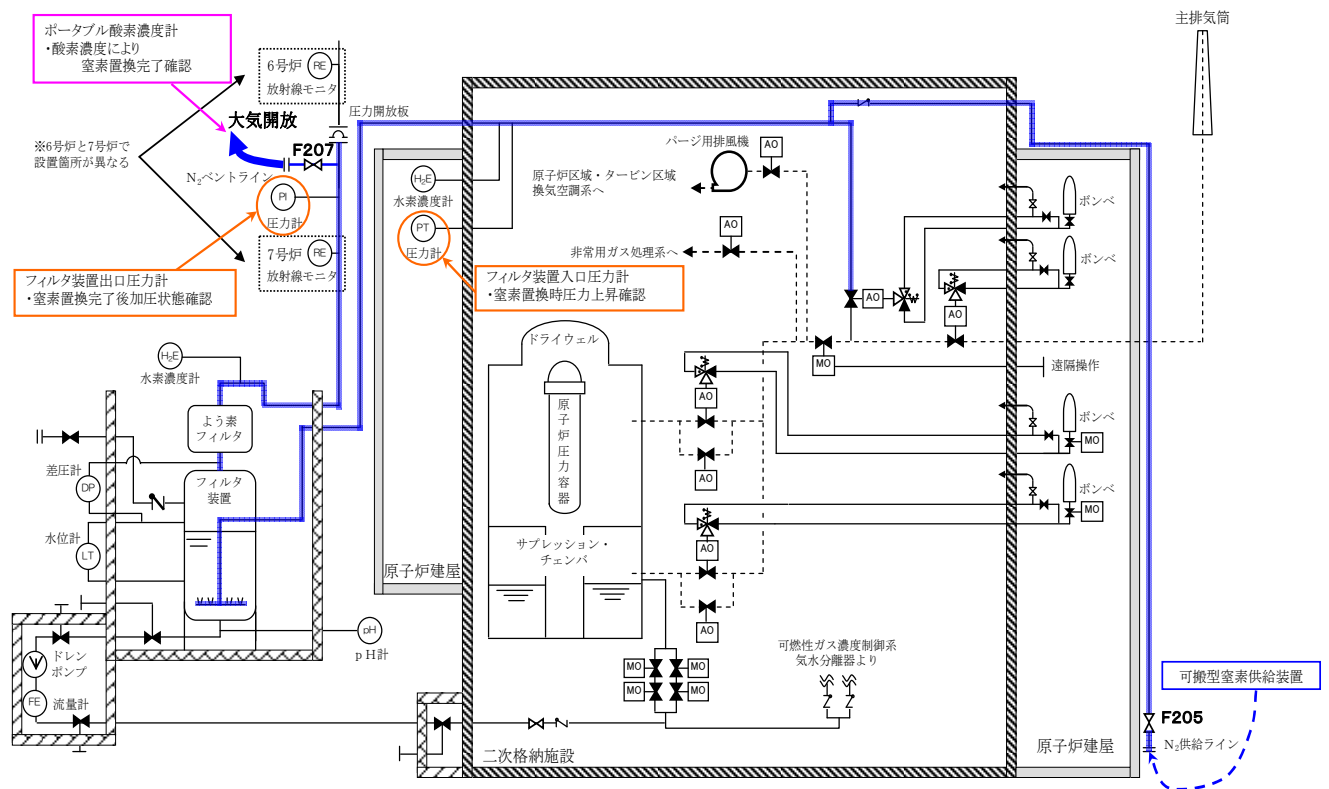 主排気筒
ポータブル酸素濃度計
・酸素濃度により
窒素置換完了確認
6号炉
RE
放射線モニタ
圧力開放板
大気開放
F207
※6号炉と7号炉で
設置箇所が異なる
N₂ベントライン
PI
圧力計
7号炉
RE
放射線モニタ
フィルタ装置出口圧力計
・窒素置換完了後加圧状態確認
H₂E
水素濃度計
PT
圧力計
フィルタ装置入口圧力計
・窒素置換時圧力上昇確認
パージ用排風機
AO
原子炉区域・タービン区域
換気空調系へ
AO
非常用ガス処理系へ
AO
AO
MO
遠隔操作
ボンベ
ボンベ
ボンベ
MO
ボンベ
MO
ドライウェル
原子炉圧力容器
サプレッション・
チェンバ
AO
AO
AO
AO
H₂E
水素濃度計
よう素
フィルタ
フィルタ
装置
差圧計
DP
水位計
LT
原子炉建屋
pH
pH計
ドレン
ポンプ
FE
流量計
MO
MO
MO
MO
可燃性ガス濃度制御系
気水分離器より
二次格納施設
原子炉建屋
可搬型窒素供給装置
F205
N₂供給ライン